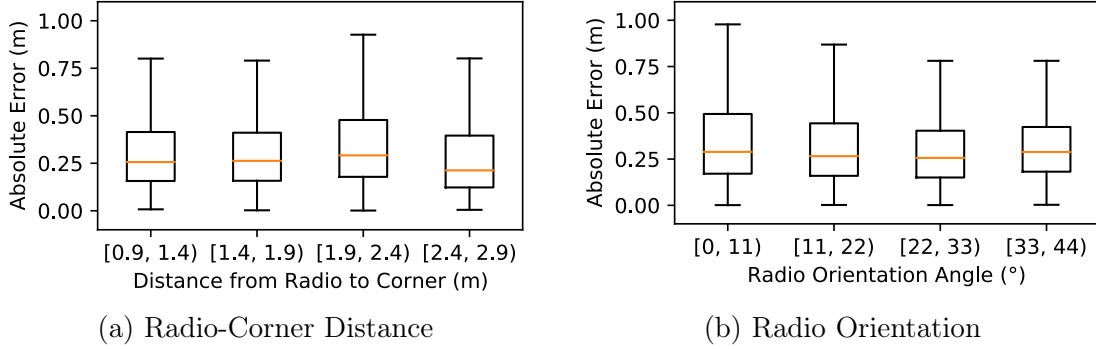 1.00
0.75
0.50
0.25
0.00
Absolute Error (m)
[0.9, 1.4) [1.4, 1.9) [1.9, 2.4) [2.4, 2.9)
Distance from Radio to Corner (m)
(a) Radio-Corner Distance
1.00
0.75
0.50
0.25
0.00
Absolute Error (m)
[0, 11) [11, 22) [22, 33) [33, 44)
Radio Orientation Angle (°)
(b) Radio Orientation